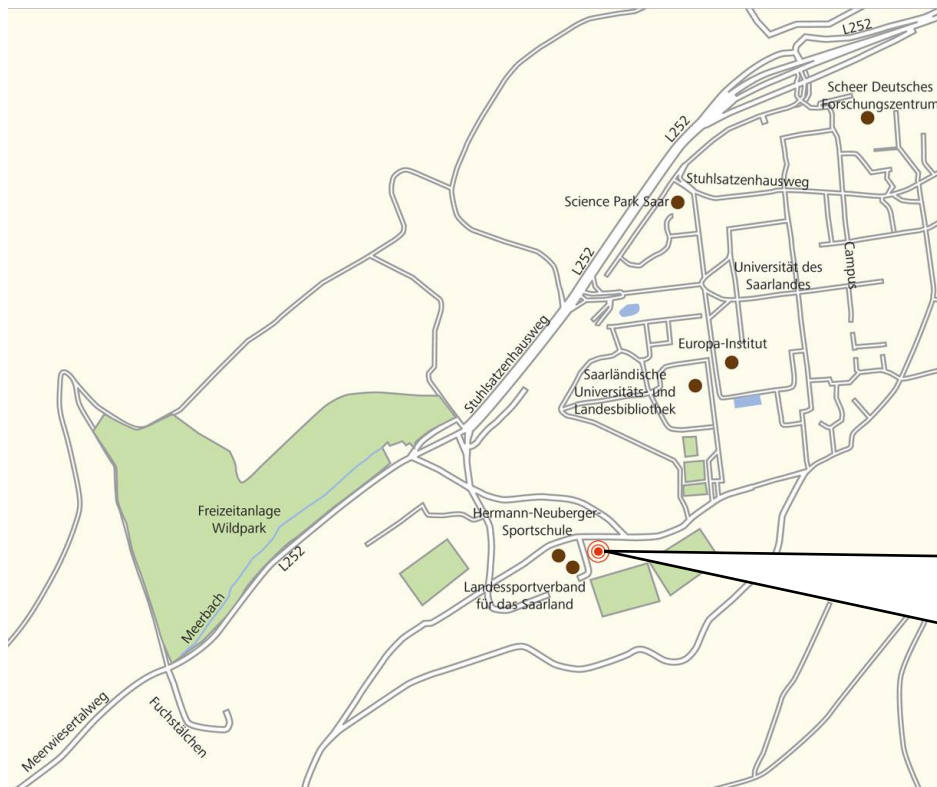 L252
Scheer Deutsches
Forschungszentrum
L252
Stuhlsatzenhausweg
Science Park Saar
L252
Universität des
Saarlandes
Campus
Stuhlsatzenhausweg
Europa-Institut
Saarländische
Universitäts- und
Landesbibliothek
Freizeitanlage
Wildpark
Hermann-Neuberger-
Sportschule
L252
Landessportverband
für das Saarland
Meerbach
Fuchstälchen
Meerwiesertalweg